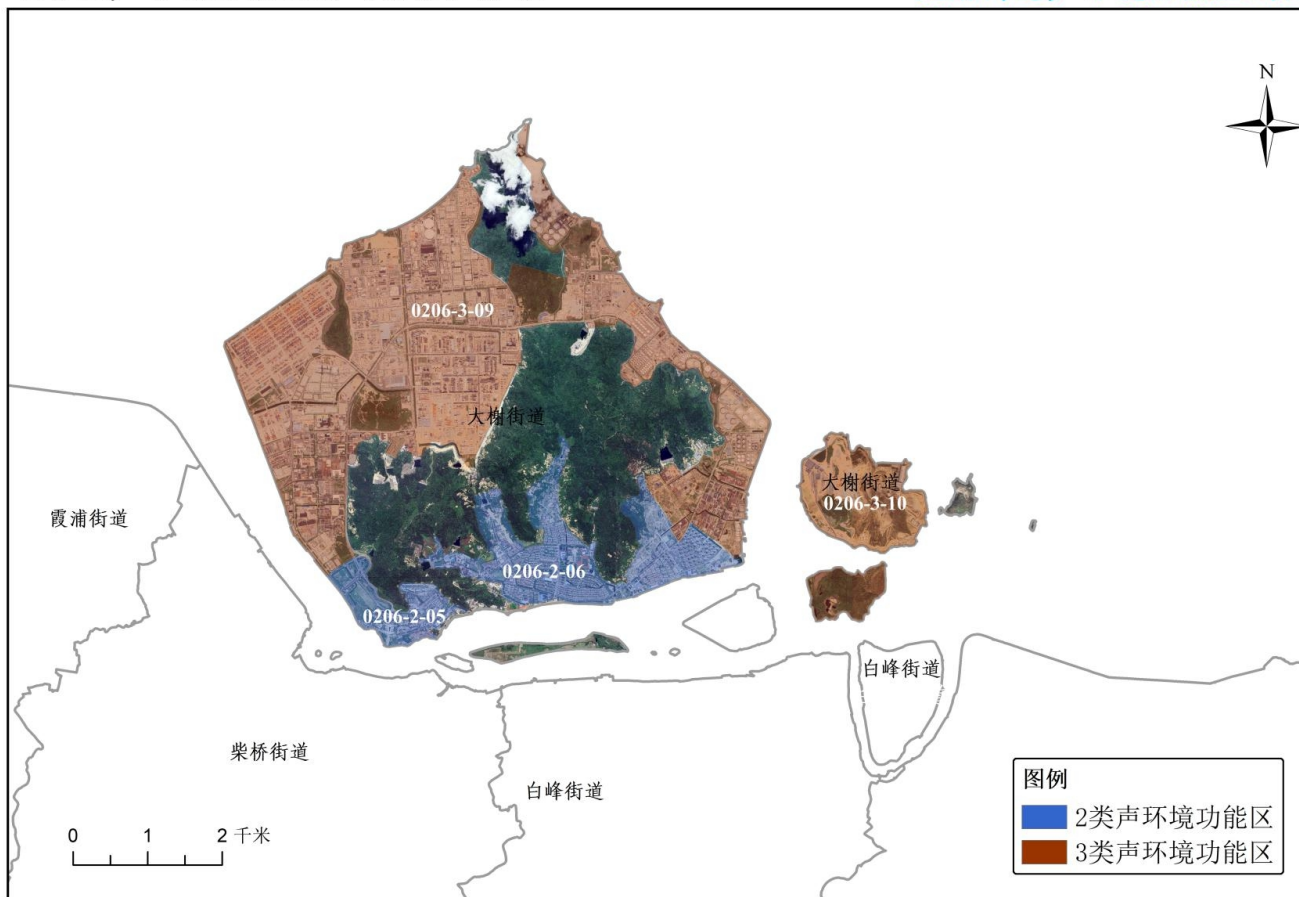 N
0206-3-09
大榭街道
大榭街道
0206-3-10
霞浦街道
0206-2-06
0206-2-05
白峰街道
柴桥街道
白峰街道
0 1 2 千米
图例
2类声环境功能区
3类声环境功能区